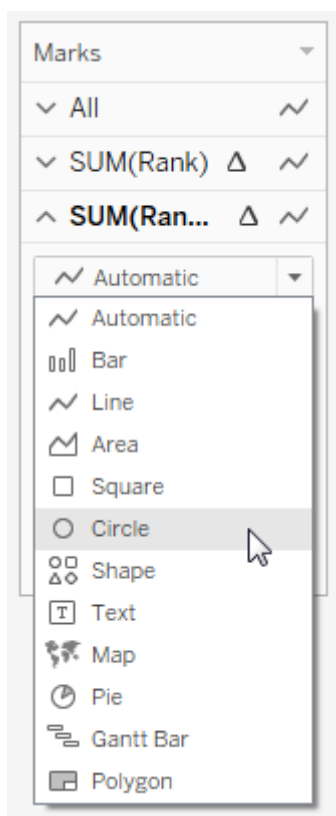 Marks
All
SUM(Rank) Δ
SUM(Ran... Δ
Automatic
Automatic
Bar
Line
Area
Square
Circle
Shape
T Text
Map
Pie
Gantt Bar
Polygon